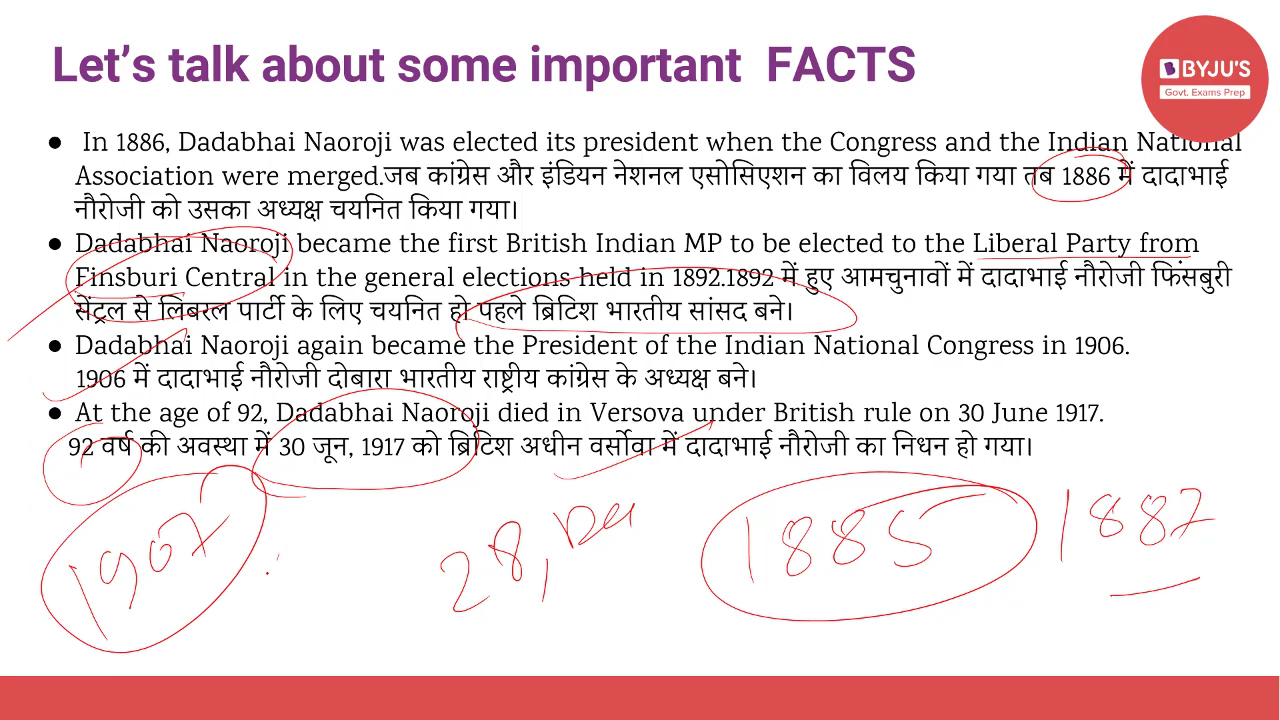 Let’s talk about some important FACTS
BYJU'S
Govt. Exams Prep
● In 1886, Dadabhai Naoroji was elected its president when the Congress and the Indian National
Association were merged.जब कांग्रेस और इंडियन नेशनल एसोसिएशन का विलय किया गया तब 1886 में दादाभाई
नौरोजी को उसका अध्यक्ष चयनित किया गया।
● Dadabhai Naoroji became the first British Indian MP to be elected to the Liberal Party from
Finsburi Central in the general elections held in 1892.1892 में हुए आमचुनावों में दादाभाई नौरोजी फिंसबुरी
सेंट्रल से लिबरल पार्टी के लिए चयनित हो पहले ब्रिटिश भारतीय सांसद बने।
● Dadabhai Naoroji again became the President of the Indian National Congress in 1906.
1906 में दादाभाई नौरोजी दोबारा भारतीय राष्ट्रीय कांग्रेस के अध्यक्ष बने।
● At the age of 92, Dadabhai Naoroji died in Versova under British rule on 30 June 1917.
92 वर्ष की अवस्था में 30 जून, 1917 को ब्रिटिश अधीन वर्सोवा में दादाभाई नौरोजी का निधन हो गया।
1907 28, 1885 1887